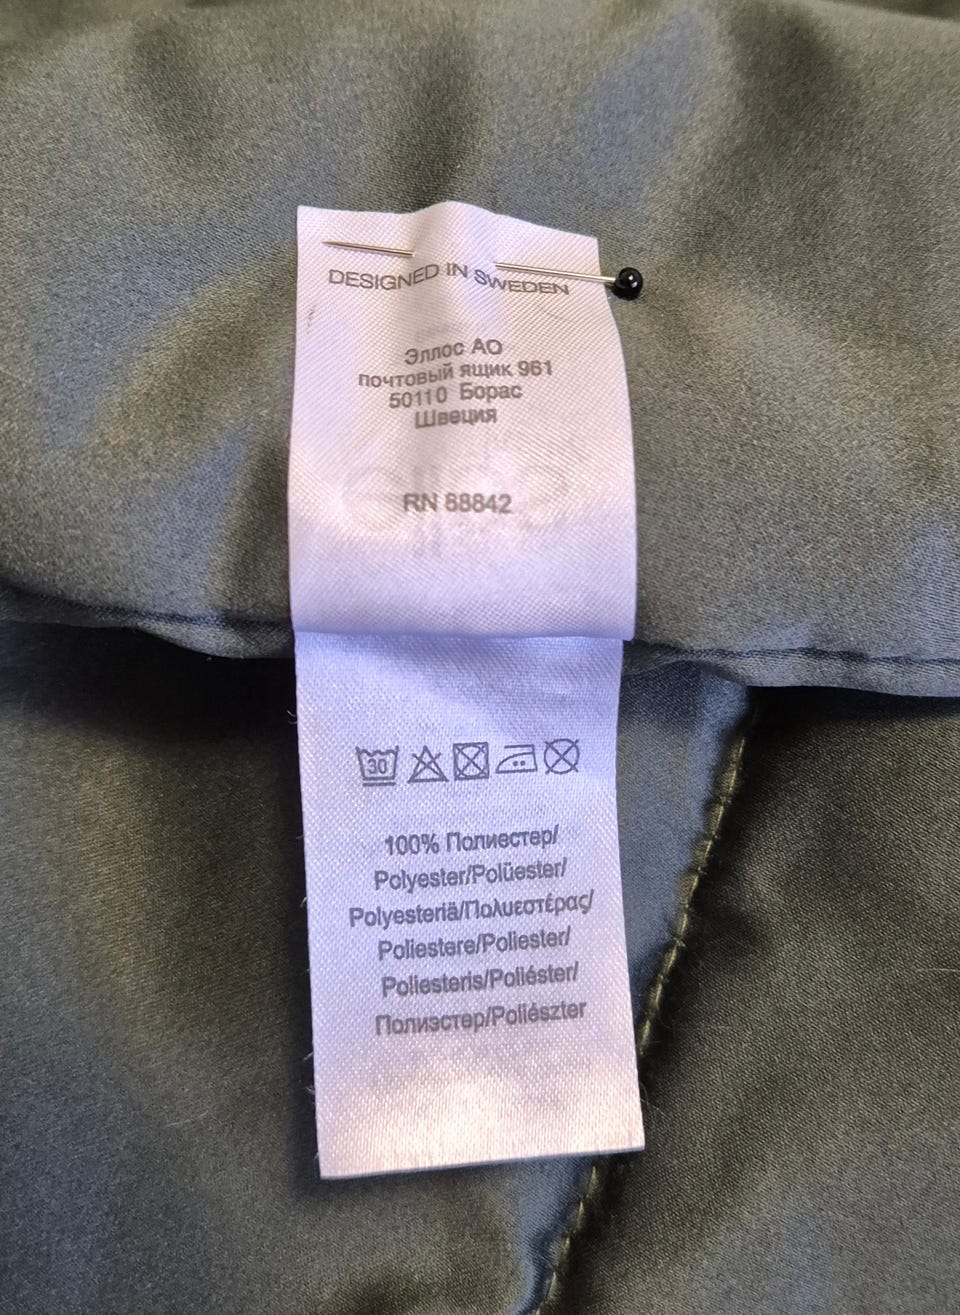 DESIGNED IN SWEDEN
Эллос АО
почтовый ящик 961
50110 Борас
Швеция
RN 88842
30
100% Полиестер/
Polyester/Polüester/
Polyesteriä/Πολυεστέρας/
Poliestere/Poliester/
Poliesteris/Poliéster/
Полиэстер/Poliészter